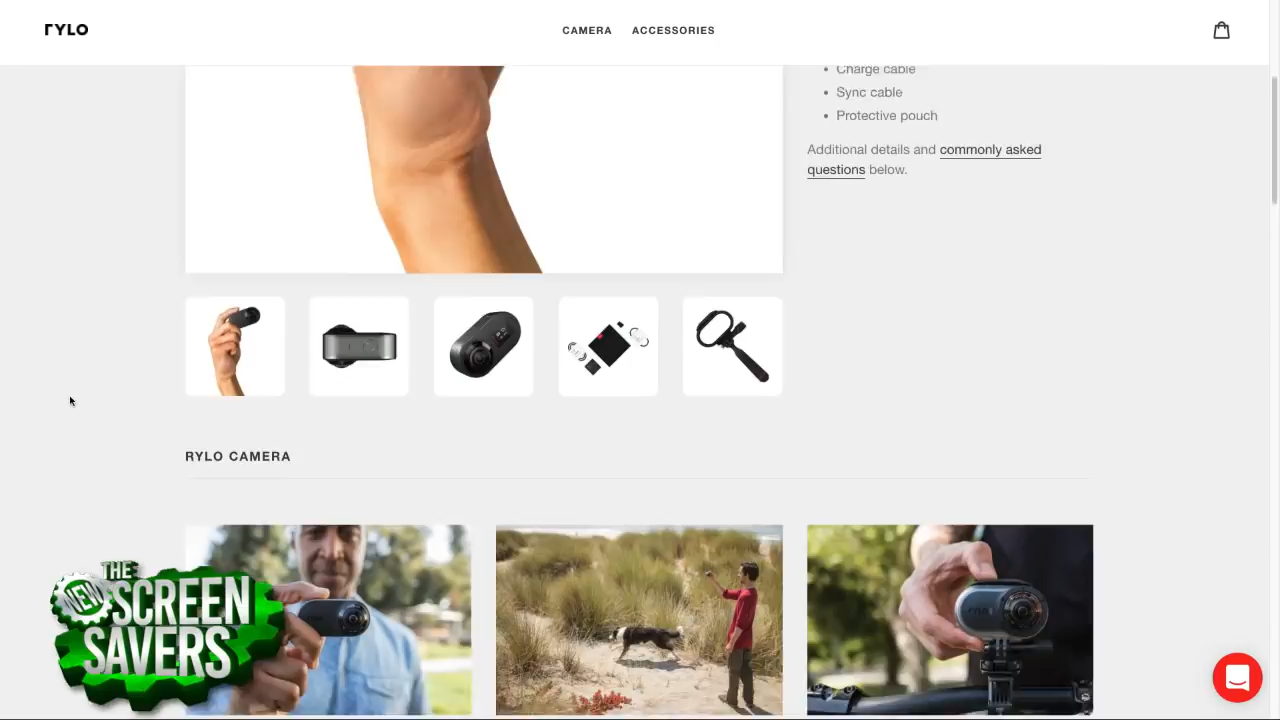 rYLO
CAMERA
ACCESSORIES
Charge cable
Sync cable
Protective pouch
Additional details and commonly asked
questions below.
RYLO CAMERA
THE
NEW SCREEN
SAVERS